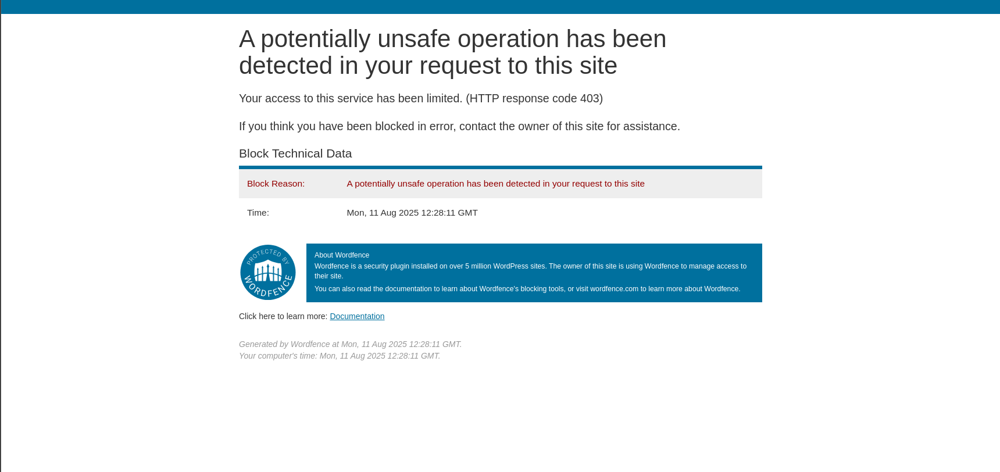 A potentially unsafe operation has been
detected in your request to this site
Your access to this service has been limited. (HTTP response code 403)
If you think you have been blocked in error, contact the owner of this site for assistance.
Block Technical Data
Block Reason: A potentially unsafe operation has been detected in your request to this site
Time: Mon, 11 Aug 2025 12:28:11 GMT
PROTECTED BY
WORDFENCE
About Wordfence
Wordfence is a security plugin installed on over 5 million WordPress sites. The owner of this site is using Wordfence to manage access to
their site.
You can also read the documentation to learn about Wordfence's blocking tools, or visit wordfence.com to learn more about Wordfence.
Click here to learn more: Documentation
Generated by Wordfence at Mon, 11 Aug 2025 12:28:11 GMT.
Your computer's time: Mon, 11 Aug 2025 12:28:11 GMT.